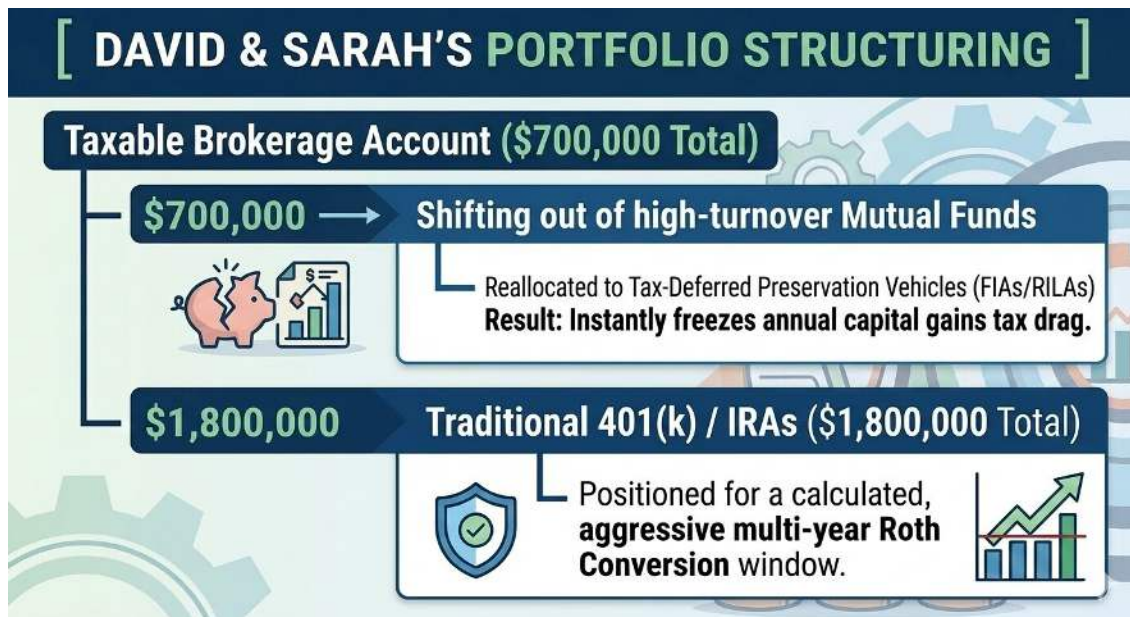 [ DAVID & SARAH'S PORTFOLIO STRUCTURING ]
Taxable Brokerage Account ($700,000 Total)
$700,000 → Shifting out of high-turnover Mutual Funds
$
Reallocated to Tax-Deferred Preservation Vehicles (FIAs/RILAs)
Result: Instantly freezes annual capital gains tax drag.
$1,800,000 Traditional 401(k) / IRAs ($1,800,000 Total)
Positioned for a calculated,
aggressive multi-year Roth
Conversion window.